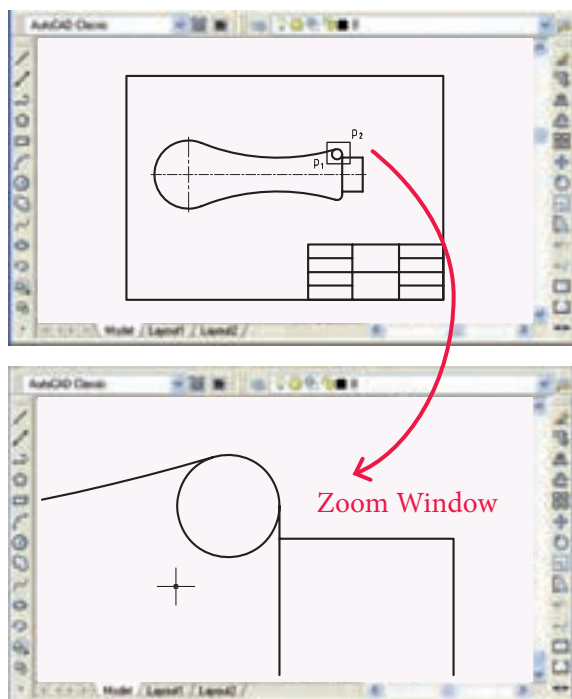 AutoCAD Classic
p2
p1
Model / Layout1 / Layout2 /
AutoCAD Classic
Zoom Window
Model / Layout1 / Layout2 /